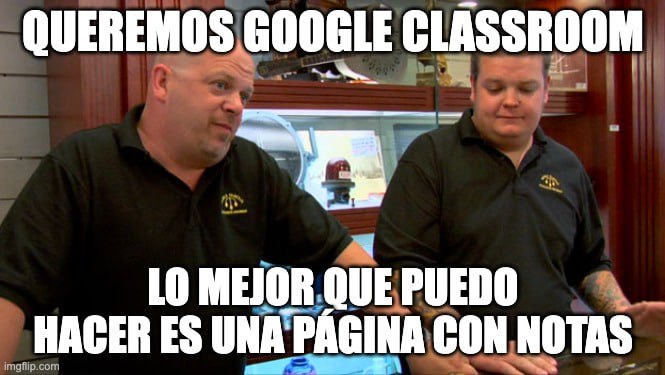 QUEREMOS GOOGLE CLASSROOM
LO MEJOR QUE PUEDO
HACER ES UNA PÁGINA CON NOTAS
imgflip.com